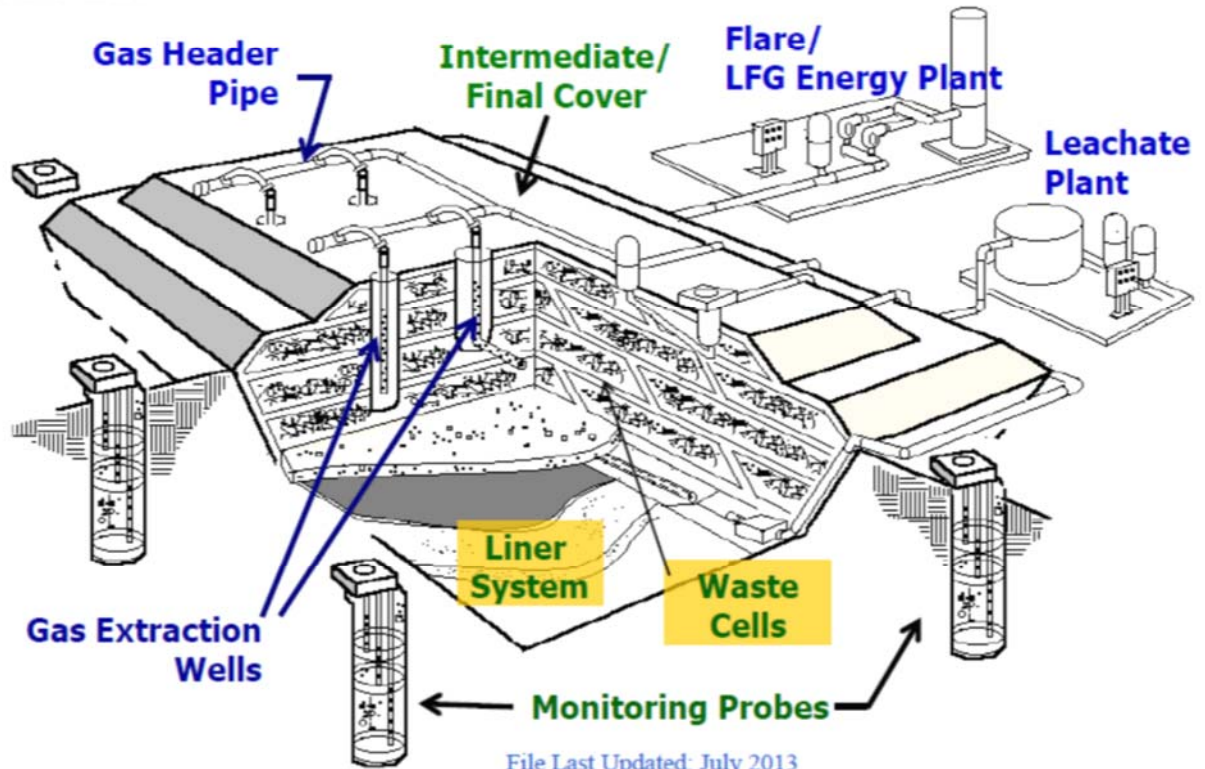 Gas Header
Pipe
Intermediate/
Final Cover
Flare/
LFG Energy Plant
Leachate
Plant
Liner
System
Waste
Cells
Gas Extraction
Wells
Monitoring Probes
File Last Updated: July 2013